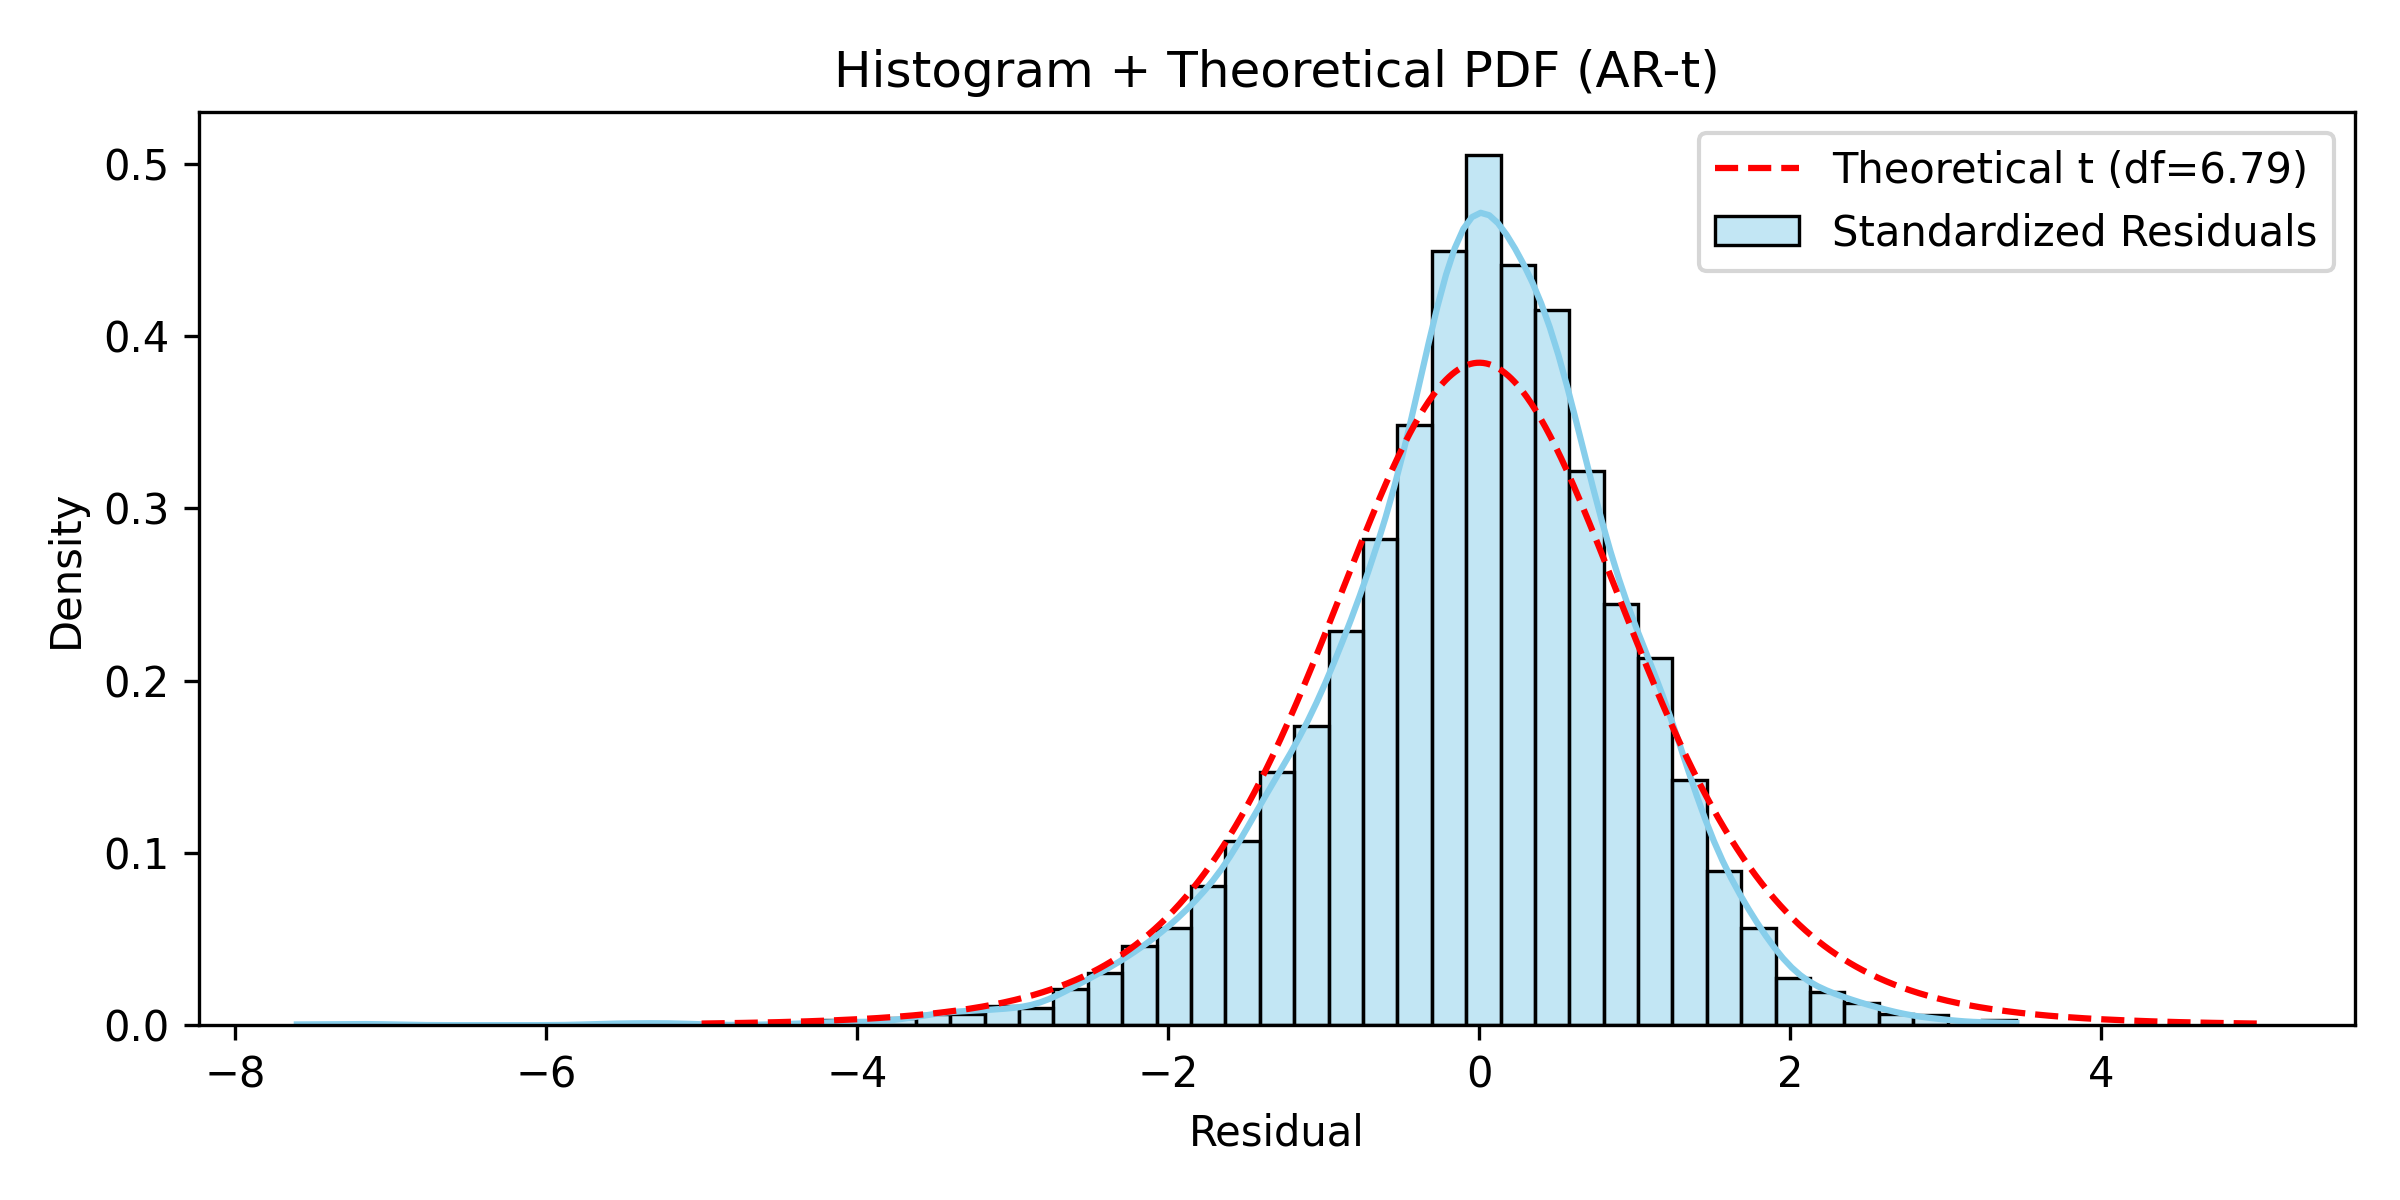 Histogram + Theoretical PDF (AR-t)
Theoretical t (df=6.79)
Standardized Residuals
Density
0.5
0.4
0.3
0.2
0.1
0.0
−8 −6 −4 −2 0 2 4
Residual